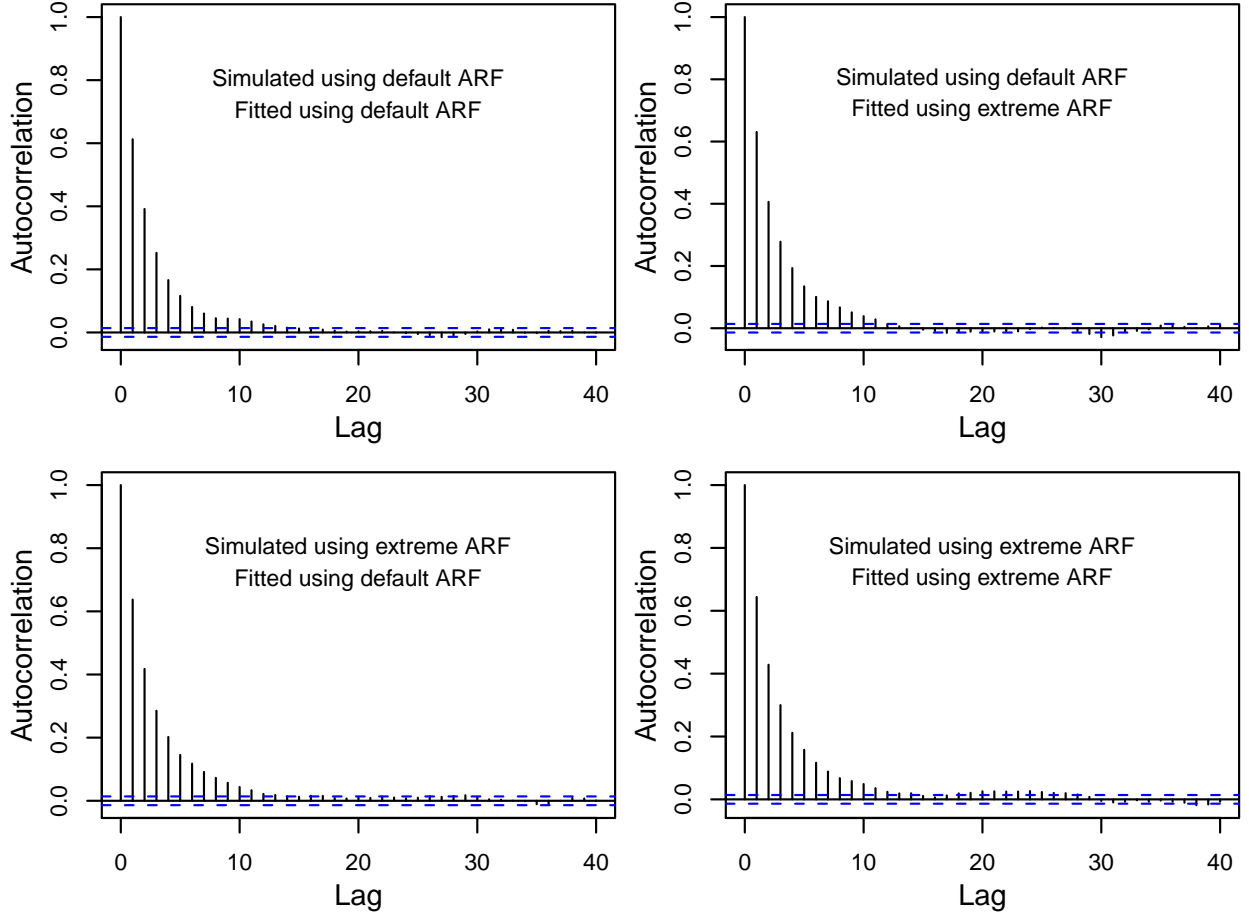 Autocorrelation
0.0 0.2 0.4 0.6 0.8 1.0
Simulated using default ARF
Fitted using default ARF
0 10 20 30 40
Lag
Autocorrelation
0.0 0.2 0.4 0.6 0.8 1.0
Simulated using default ARF
Fitted using extreme ARF
0 10 20 30 40
Lag
Autocorrelation
0.0 0.2 0.4 0.6 0.8 1.0
Simulated using extreme ARF
Fitted using default ARF
0 10 20 30 40
Lag
Autocorrelation
0.0 0.2 0.4 0.6 0.8 1.0
Simulated using extreme ARF
Fitted using extreme ARF
0 10 20 30 40
Lag